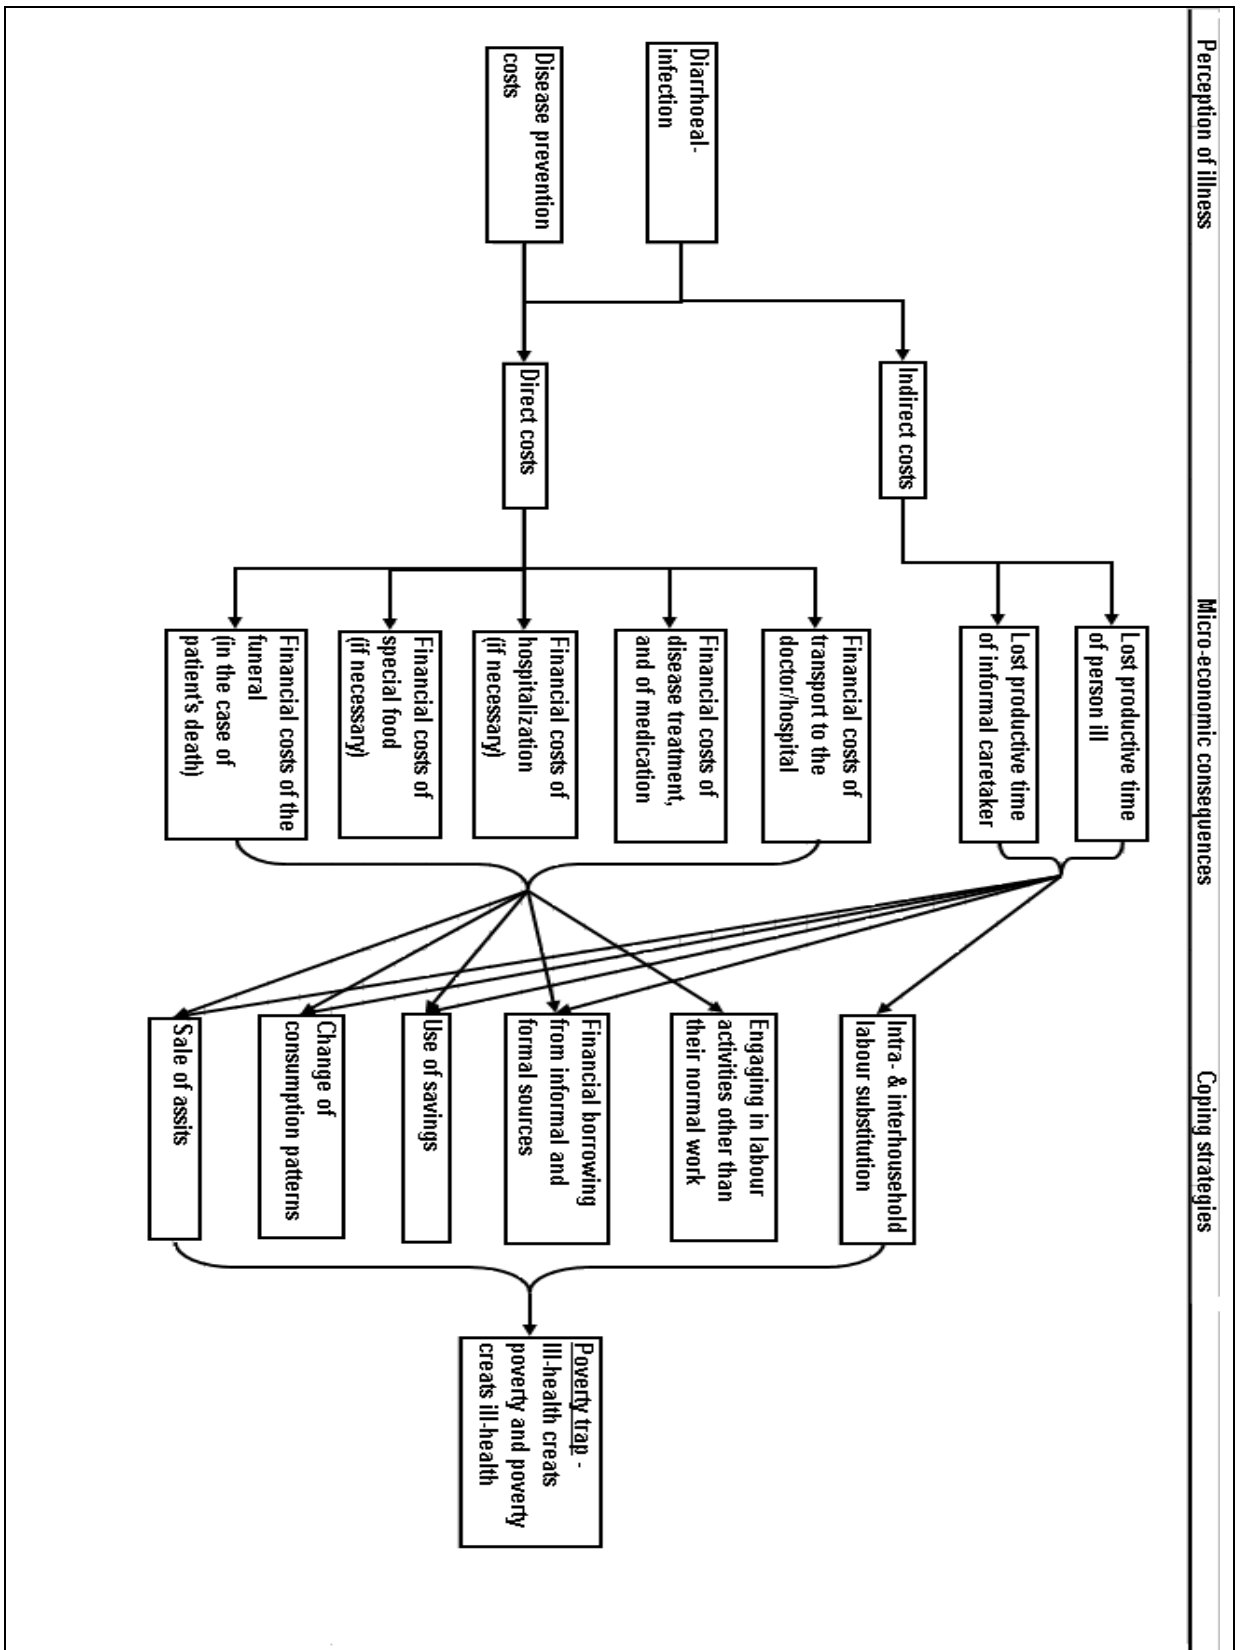 Perception of illness
Micro-economic consequences
Coping strategies
Diarrhoeal-
infection
Disease prevention
costs
Indirect costs
Direct costs
Lost productive time
of person ill
Lost productive time
of informal caretaker
Financial costs of
transport to the
doctor/hospital
Financial costs of
disease treatment,
and of medication
Financial costs of
hospitalization
(if necessary)
Financial costs of
special food
(if necessary)
Financial costs of the
funeral
(in the case of
patient's death)
Intra- & interhousehold
labour substitution
Engaging in labour
activities other than
their normal work
Financial borrowing
from informal and
formal sources
Use of savings
Change of
consumption patterns
Sale of assits
Poverty trap -
Ill-health creats
poverty and poverty
creats ill-health